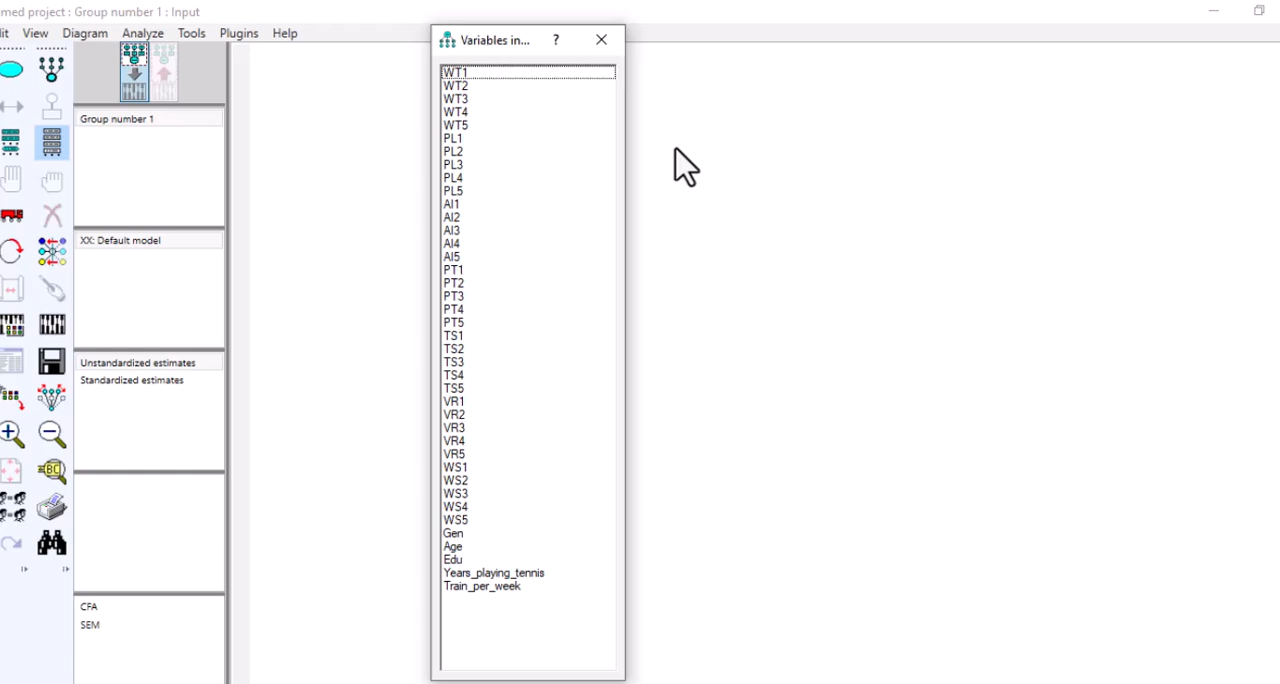 med project : Group number 1 : Input
it View Diagram Analyze Tools Plugins Help
Variables in... ?
Group number 1
XX: Default model
Unstandardized estimates
Standardized estimates
CFA
SEM
WT1
WT2
WT3
WT4
WT5
PL1
PL2
PL3
PL4
PL5
AI1
AI2
AI3
AI4
AI5
PT1
PT2
PT3
PT4
PT5
TS1
TS2
TS3
TS4
TS5
VR1
VR2
VR3
VR4
VR5
WS1
WS2
WS3
WS4
WS5
Gen
Age
Edu
Years_playing_tennis
Train_per_week
BC